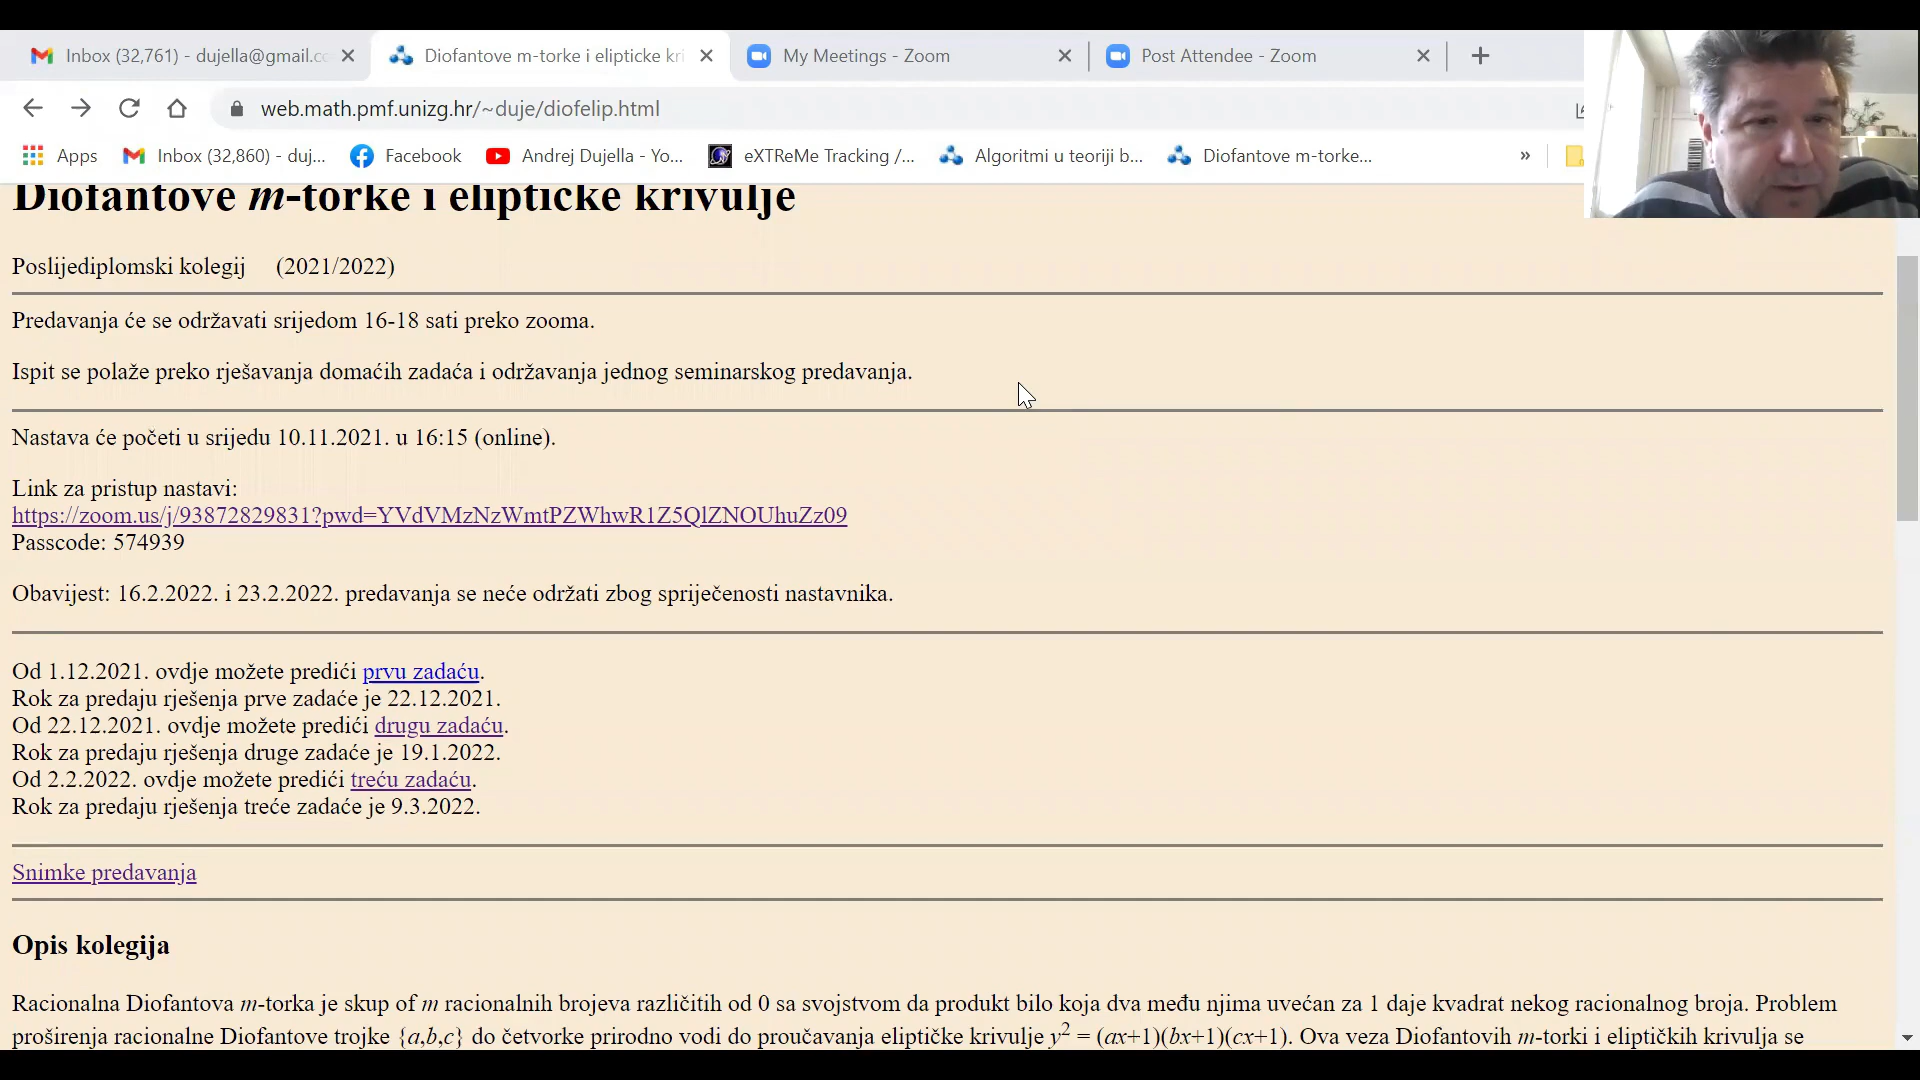 Inbox (32,761) - dujella@gmail.co
Diofantove m-torke i elipticke kri
My Meetings - Zoom
Post Attendee - Zoom
web.math.pmf.unizg.hr/~duje/diofelip.html
Apps
Inbox (32,860) - duj...
Facebook
Andrej Dujella - Yo...
eXTReMe Tracking /...
Algoritmi u teoriji b...
Diofantove m-torke...
»
Diofantove m-torke i eliptičke krivulje
Poslijediplomski kolegij (2021/2022)
Predavanja će se održavati srijedom 16-18 sati preko zooma.
Ispit se polaže preko rješavanja domaćih zadaća i održavanja jednog seminarskog predavanja.
Nastava će početi u srijedu 10.11.2021. u 16:15 (online).
Link za pristup nastavi:
https://zoom.us/j/93872829831?pwd=YVdVMzNzWmtPZWhwR1Z5QlZNOUhuZz09
Passcode: 574939
Obavijest: 16.2.2022. i 23.2.2022. predavanja se neće održati zbog spriječenosti nastavnika.
Od 1.12.2021. ovdje možete predići prvu zadaću.
Rok za predaju rješenja prve zadaće je 22.12.2021.
Od 22.12.2021. ovdje možete predići drugu zadaću.
Rok za predaju rješenja druge zadaće je 19.1.2022.
Od 2.2.2022. ovdje možete predići treću zadaću.
Rok za predaju rješenja treće zadaće je 9.3.2022.
Snimke predavanja
Opis kolegija
Racionalna Diofantova m-torka je skup of m racionalnih brojeva različitih od 0 sa svojstvom da produkt bilo koja dva među njima uvećan za 1 daje kvadrat nekog racionalnog broja. Problem
proširenja racionalne Diofantove trojke {a,b,c} do četvorke prirodno vodi do proučavanja eliptičke krivulje y² = (ax+1)(bx+1)(cx+1). Ova veza Diofantovih m-torki i eliptičkih krivulja se